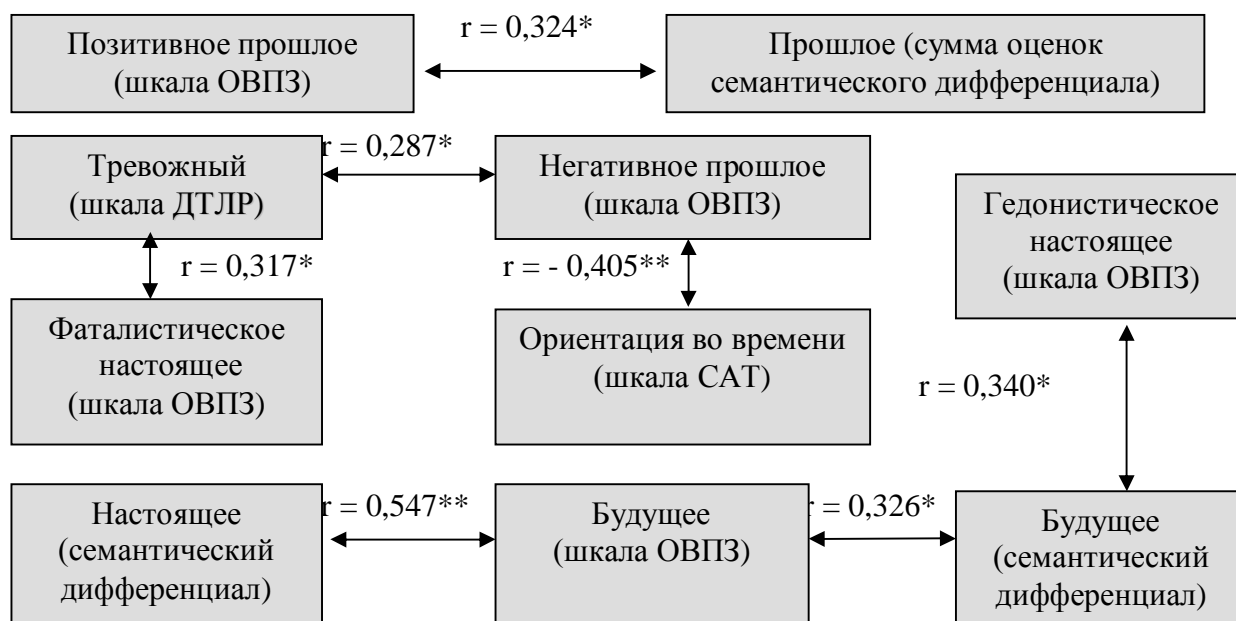 Позитивное прошлое
(шкала ОВПЗ)
r = 0,324*
Прошлое (сумма оценок
семантического дифференциала)
Тревожный
(шкала ДТЛР)
r = 0,287*
Негативное прошлое
(шкала ОВПЗ)
Гедонистическое
настоящее
(шкала ОВПЗ)
r = 0,317*
r = - 0,405**
Фаталистическое
настоящее
(шкала ОВПЗ)
Ориентация во времени
(шкала САТ)
r = 0,340*
Настоящее
(семантический
дифференциал)
r = 0,547**
Будущее
(шкала ОВПЗ)
r = 0,326*
Будущее
(семантический
дифференциал)